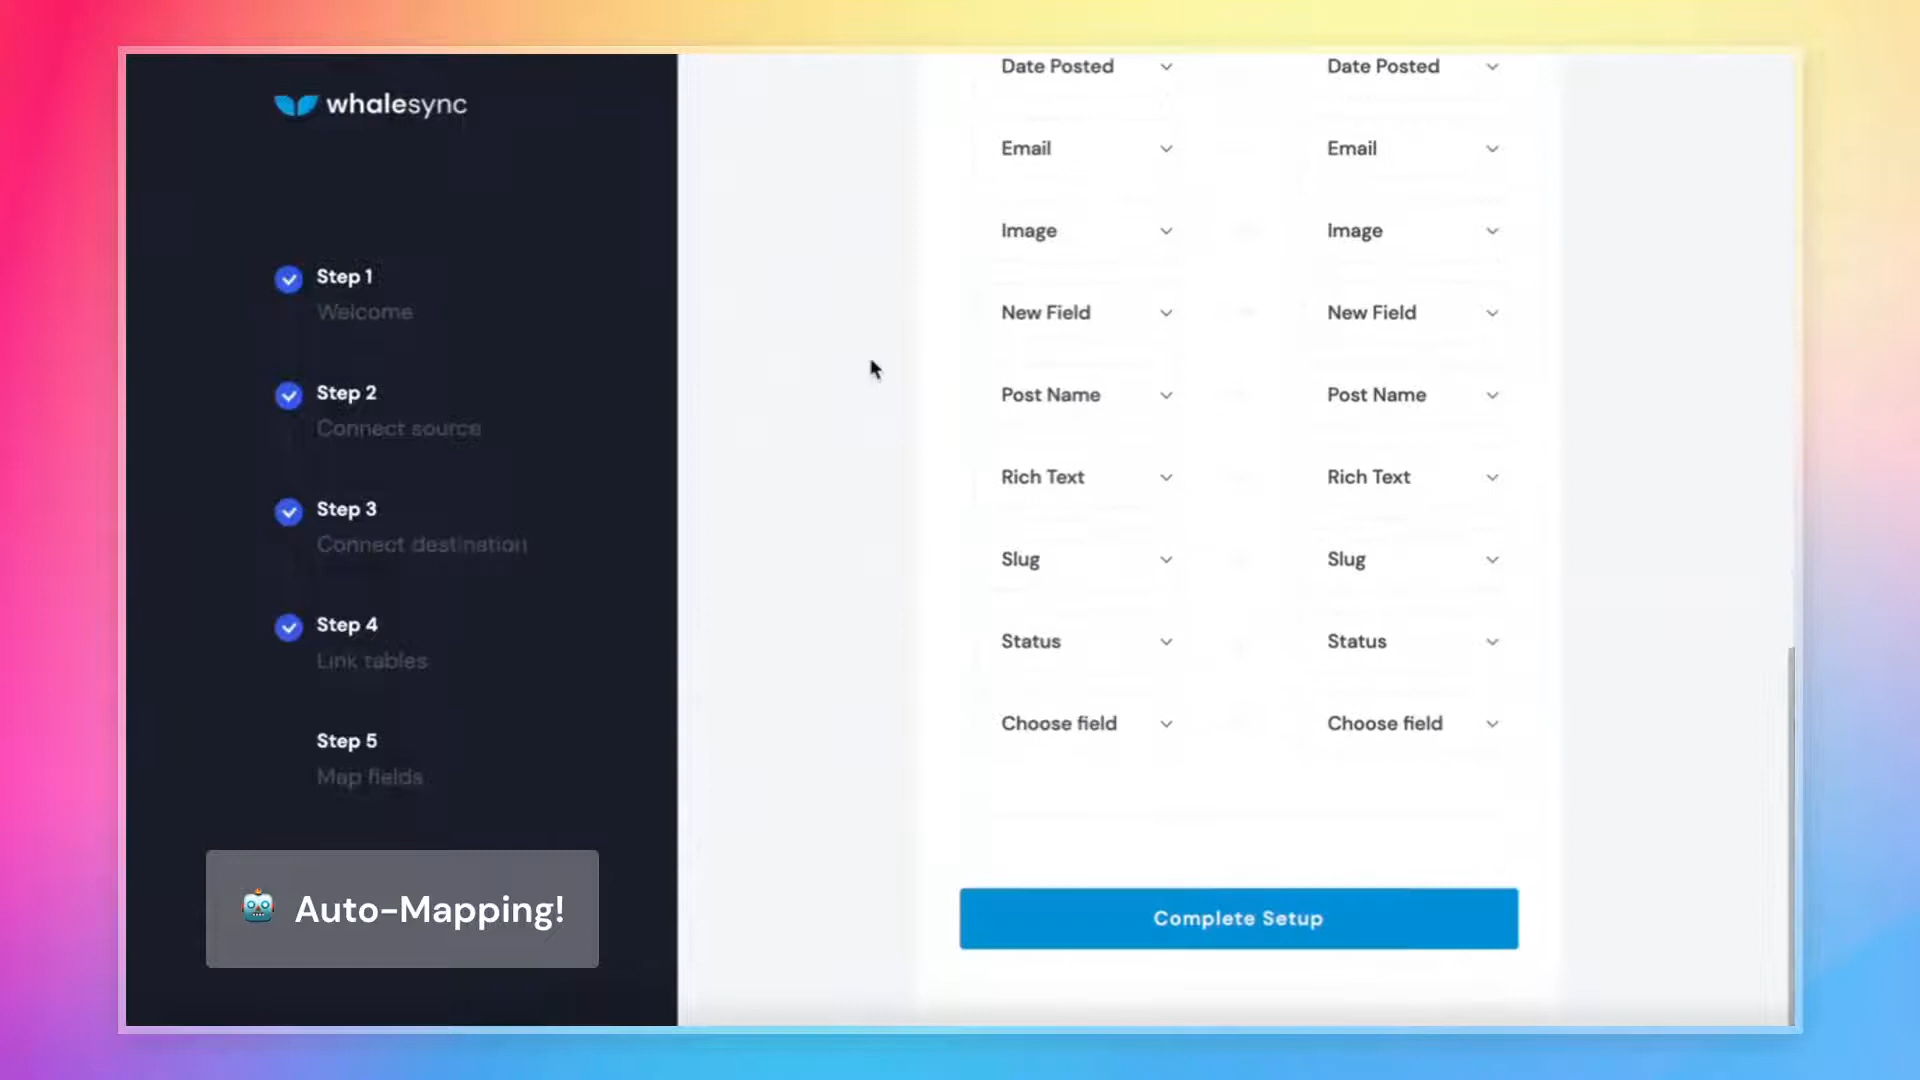 whalesync
Step 1
Welcome
Step 2
Connect source
Step 3
Connect destination
Step 4
Link tables
Step 5
Map fields
Auto-Mapping!
Date Posted Date Posted
Email Email
Image Image
New Field New Field
Post Name Post Name
Rich Text Rich Text
Slug Slug
Status Status
Choose field Choose field
Complete Setup